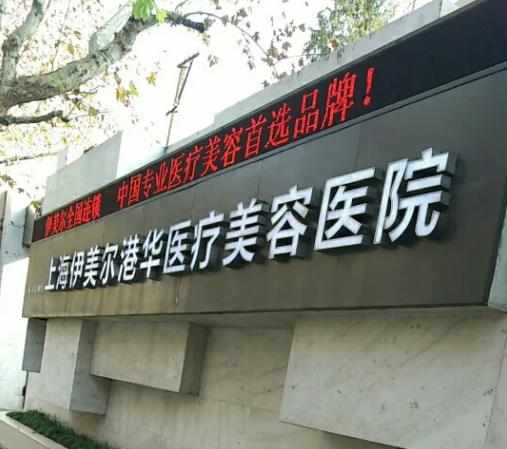 伊美尔全国连锁 中国专业医疗美容首选品牌！
上海伊美尔港华医疗美容医院